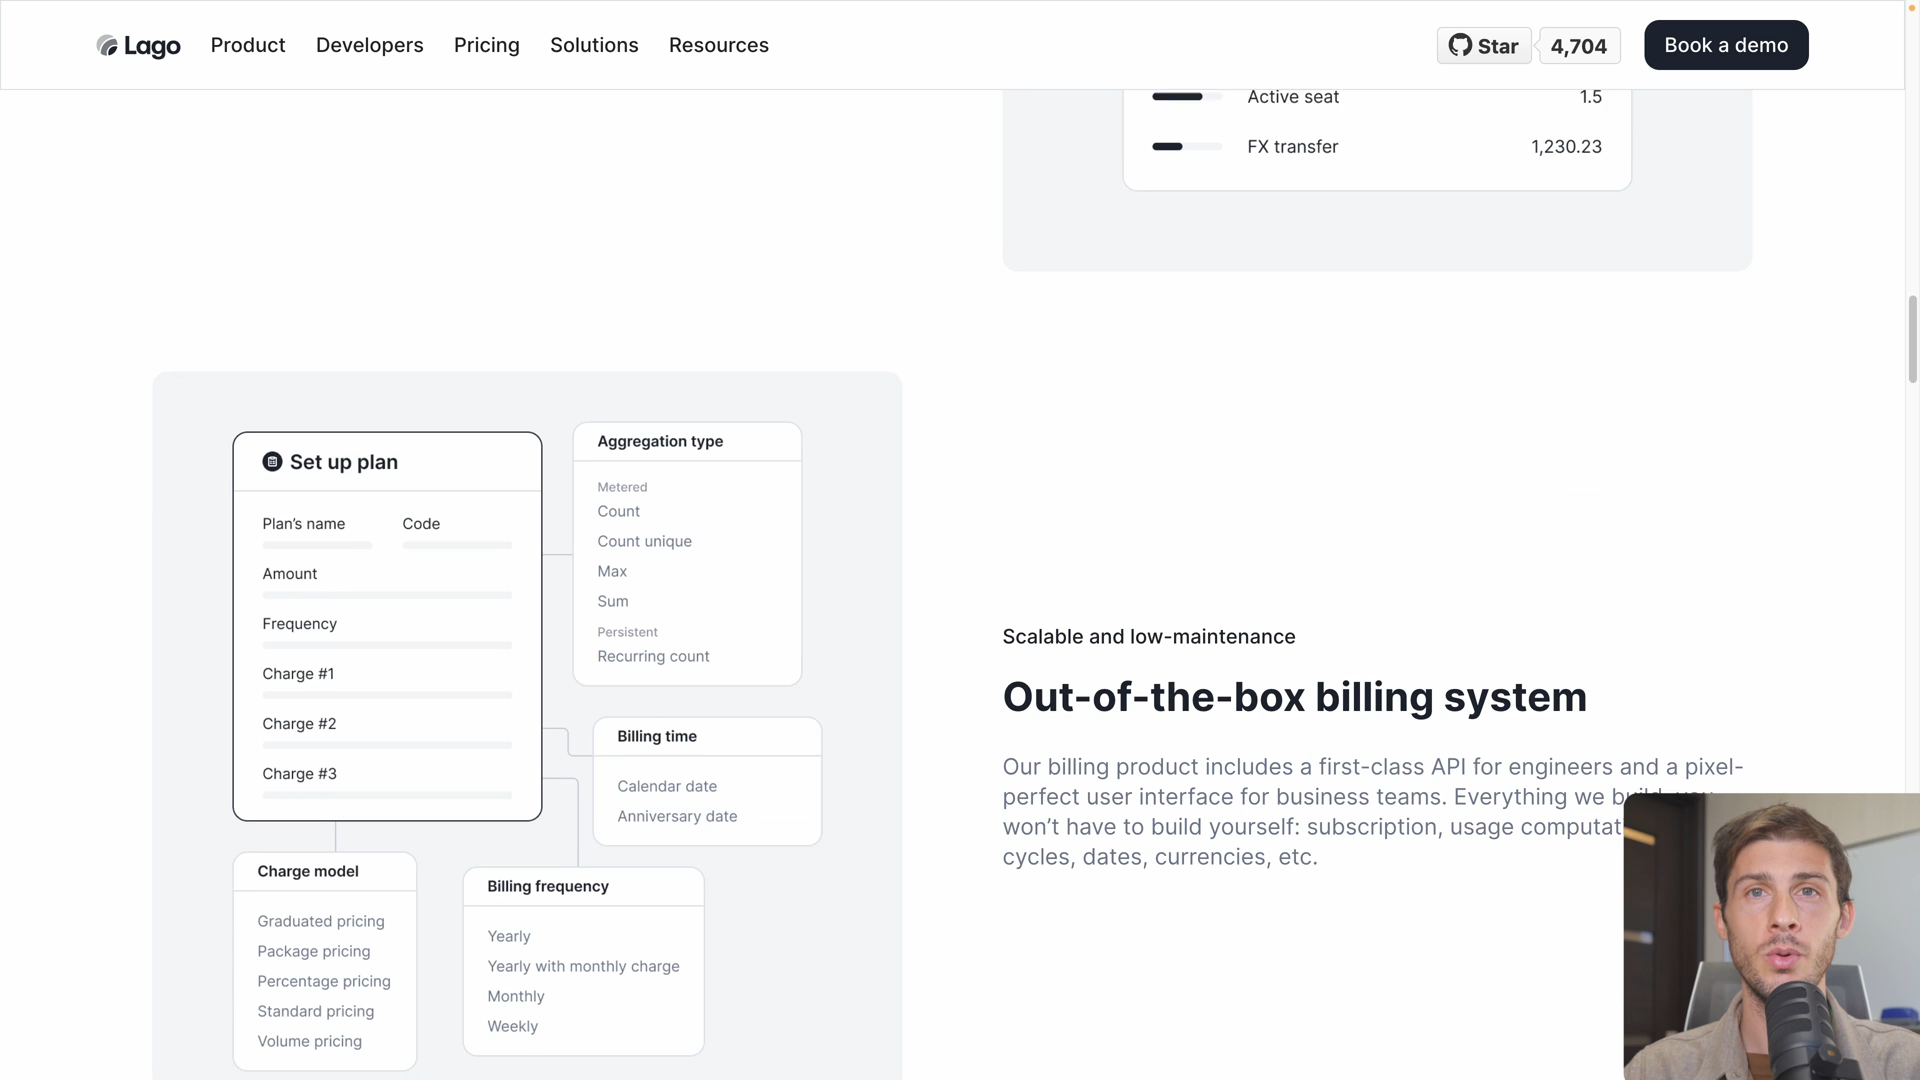 Lago
Product
Developers
Pricing
Solutions
Resources
Star
4,704
Book a demo
Active seat
1.5
FX transfer
1,230.23
Set up plan
Plan’s name
Code
Amount
Frequency
Charge #1
Charge #2
Charge #3
Aggregation type
Metered
Count
Count unique
Max
Sum
Persistent
Recurring count
Billing time
Calendar date
Anniversary date
Charge model
Graduated pricing
Package pricing
Percentage pricing
Standard pricing
Volume pricing
Billing frequency
Yearly
Yearly with monthly charge
Monthly
Weekly
Scalable and low-maintenance
Out-of-the-box billing system
Our billing product includes a first-class API for engineers and a pixel-
perfect user interface for business teams. Everything we build, you
won’t have to build yourself: subscription, usage computat
cycles, dates, currencies, etc.